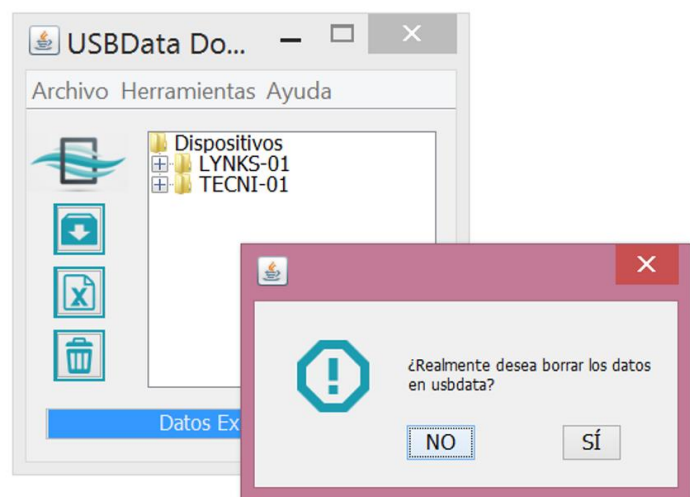 USBData Do...
Archivo Herramientas Ayuda
Dispositivos
LYNKS-01
TECNI-01
Datos Ex
¿Realmente desea borrar los datos
en usbdata?
NO
SÍ